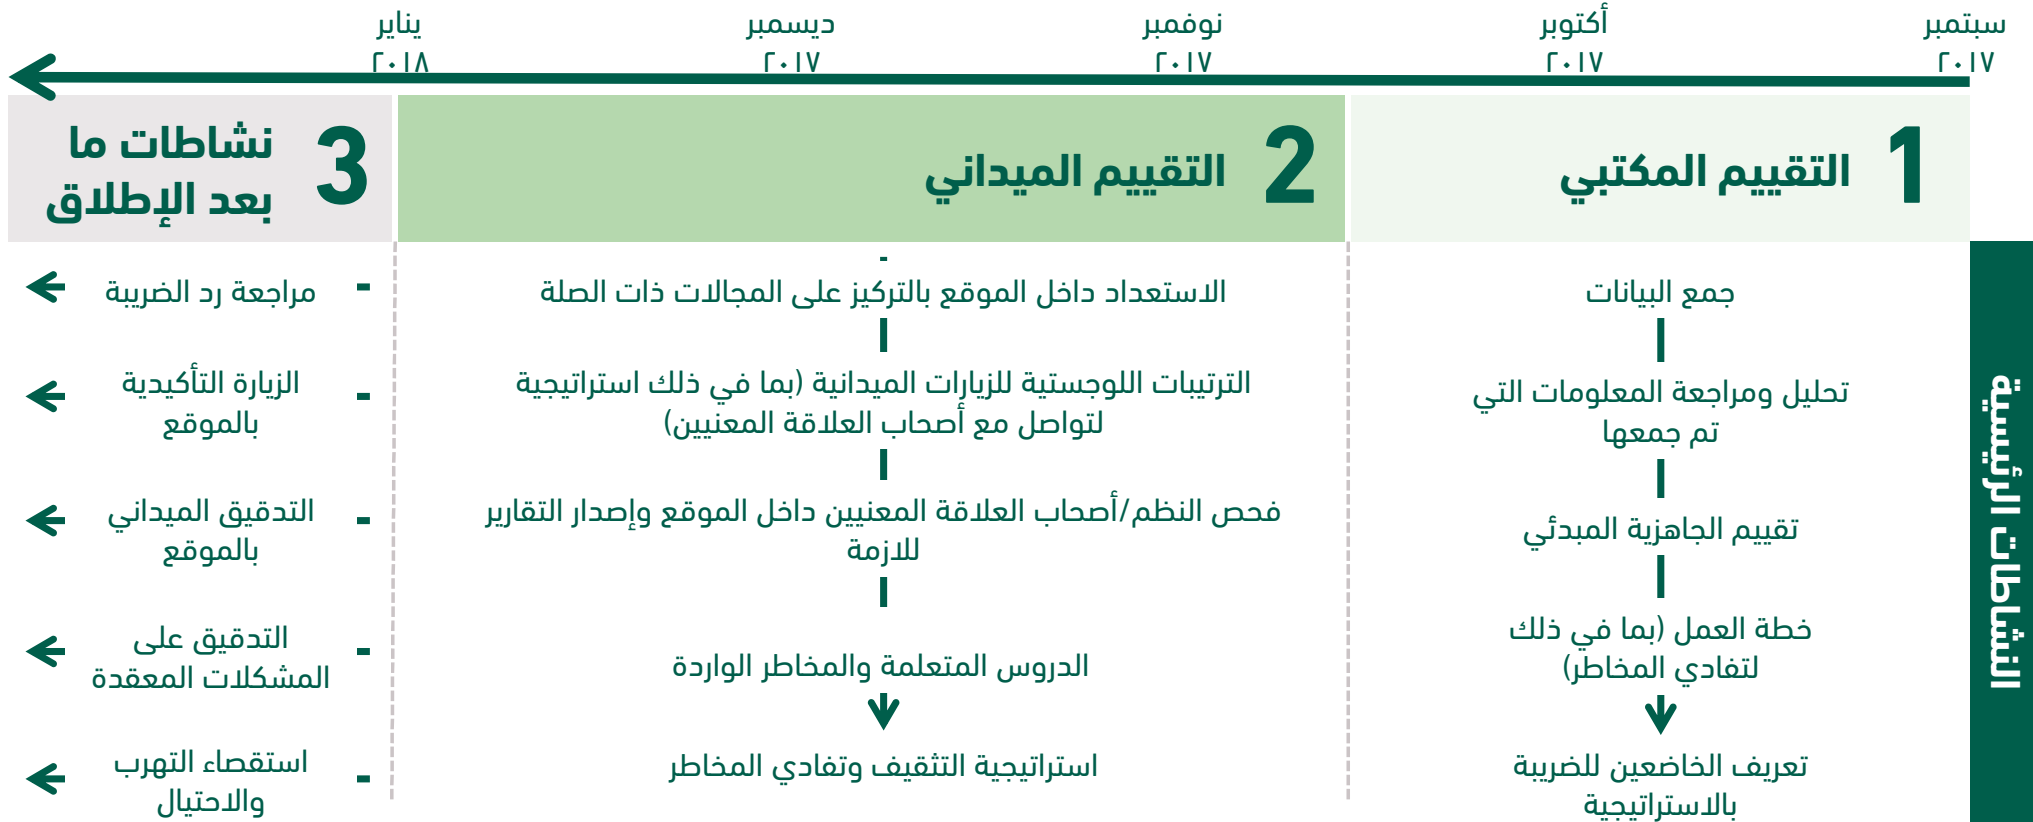 سبتمبر
٢٠١٧
أكتوبر
٢٠١٧
نوفمبر
٢٠١٧
ديسمبر
٢٠١٧
يناير
٢٠١٨
1 التقييم المكتبي
2 التقييم الميداني
3 نشاطات ما
بعد الإطلاق
النشاطات الرئيسية
جمع البيانات
تحليل ومراجعة المعلومات التي
تم جمعها
تقييم الجاهزية المبدئي
خطة العمل (بما في ذلك
لتفادي المخاطر)
تعريف الخاضعين للضريبة
بالاستراتيجية
الاستعداد داخل الموقع بالتركيز على المجالات ذات الصلة
الترتيبات اللوجستية للزيارات الميدانية (بما في ذلك استراتيجية
لتواصل مع أصحاب العلاقة المعنيين)
فحص النظم/أصحاب العلاقة المعنيين داخل الموقع وإصدار التقارير
للازمة
الدروس المتعلمة والمخاطر الواردة
استراتيجية التثقيف وتفادي المخاطر
مراجعة رد الضريبة
الزيارة التأكيدية
بالموقع
التدقيق الميداني
بالموقع
التدقيق على
المشكلات المعقدة
استقصاء التهرب
والاحتيال